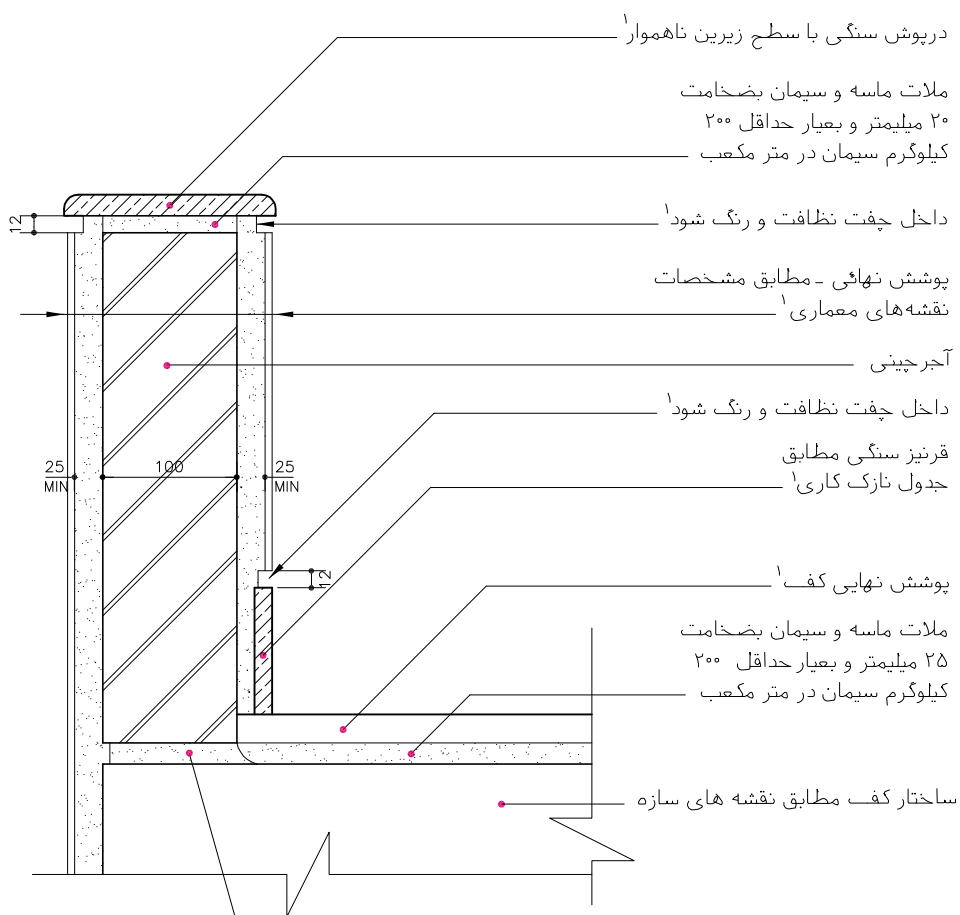 درپوش سنگی با سطح زیرین ناهموار۱
ملات ماسه و سیمان بضخامت
۲۰ میلیمتر و بعیار حداقل ۲۰۰
کیلوگرم سیمان در متر مکعب
12
داخل چفت نظافت و رنگ شود۱
پوشش نهائی - مطابق مشخصات
نقشه‌های معماری۱
آجرچینی
داخل چفت نظافت و رنگ شود۱
25
MIN
100
25
MIN
قرنیز سنگی مطابق
جدول نازک کاری۱
12
پوشش نهایی کف۱
ملات ماسه و سیمان بضخامت
۲۵ میلیمتر و بعیار حداقل ۲۰۰
کیلوگرم سیمان در متر مکعب
ساختار کف مطابق نقشه های سازه